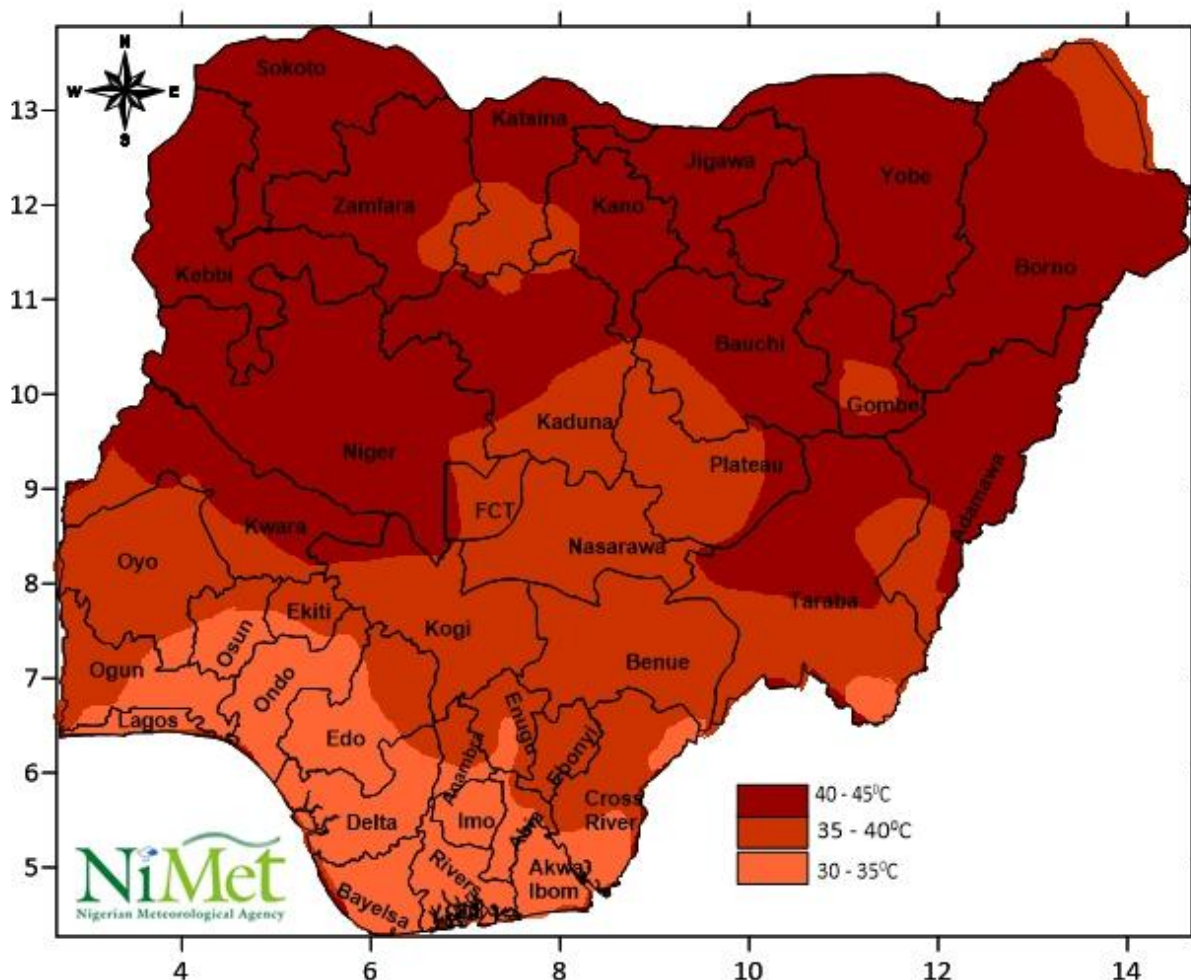 N
W E
S
13
12
11
10
9
8
7
6
5
4 6 8 10 12 14
Sokoto
Katsina
Jigawa
Yobe
Zamfara
Kano
Kebbi
Borno
Bauchi
Gombe
Kaduna
Niger
Plateau
Adamawa
FCT
Kwara
Nasarawa
Oyo
Taraba
Ekiti
Kogi
Osun
Benue
Ogun
Ondo
Enugu
Lagos
Edo
Anambra
Ebonyi
Cross
River
Delta
Imo
Abia
Rivers
Akwa
Ibom
Bayelsa
40 - 45⁰C
35 - 40⁰C
30 - 35⁰C
NiMet
Nigerian Meteorological Agency